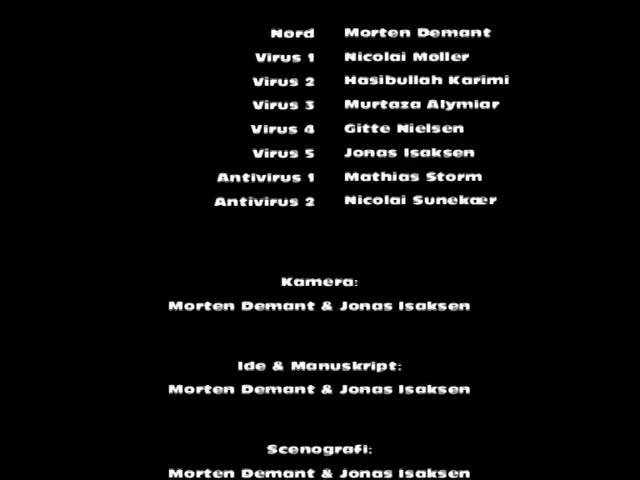 Nord Morten Demant
Virus 1 Nicolai Moller
Virus 2 Hasibullah Karimi
Virus 3 Murtaza Alymiar
Virus 4 Gitte Nielsen
Virus 5 Jonas Isaksen
Antivirus 1 Mathias Storm
Antivirus 2 Nicolai Sunekær
Kamera:
Morten Demant & Jonas Isaksen
Ide & Manuskript:
Morten Demant & Jonas Isaksen
Scenografi:
Morten Demant & Jonas Isaksen